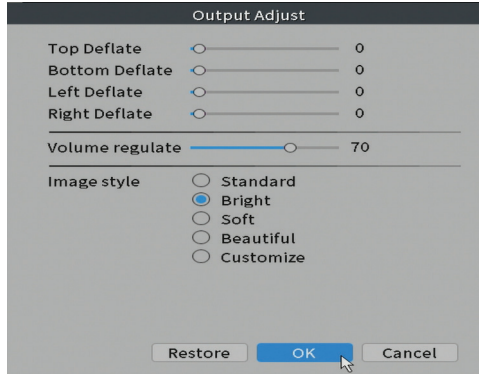 Output Adjust
Top Deflate 0
Bottom Deflate 0
Left Deflate 0
Right Deflate 0
Volume regulate 70
Image style Standard
Bright
Soft
Beautiful
Customize
Restore OK Cancel